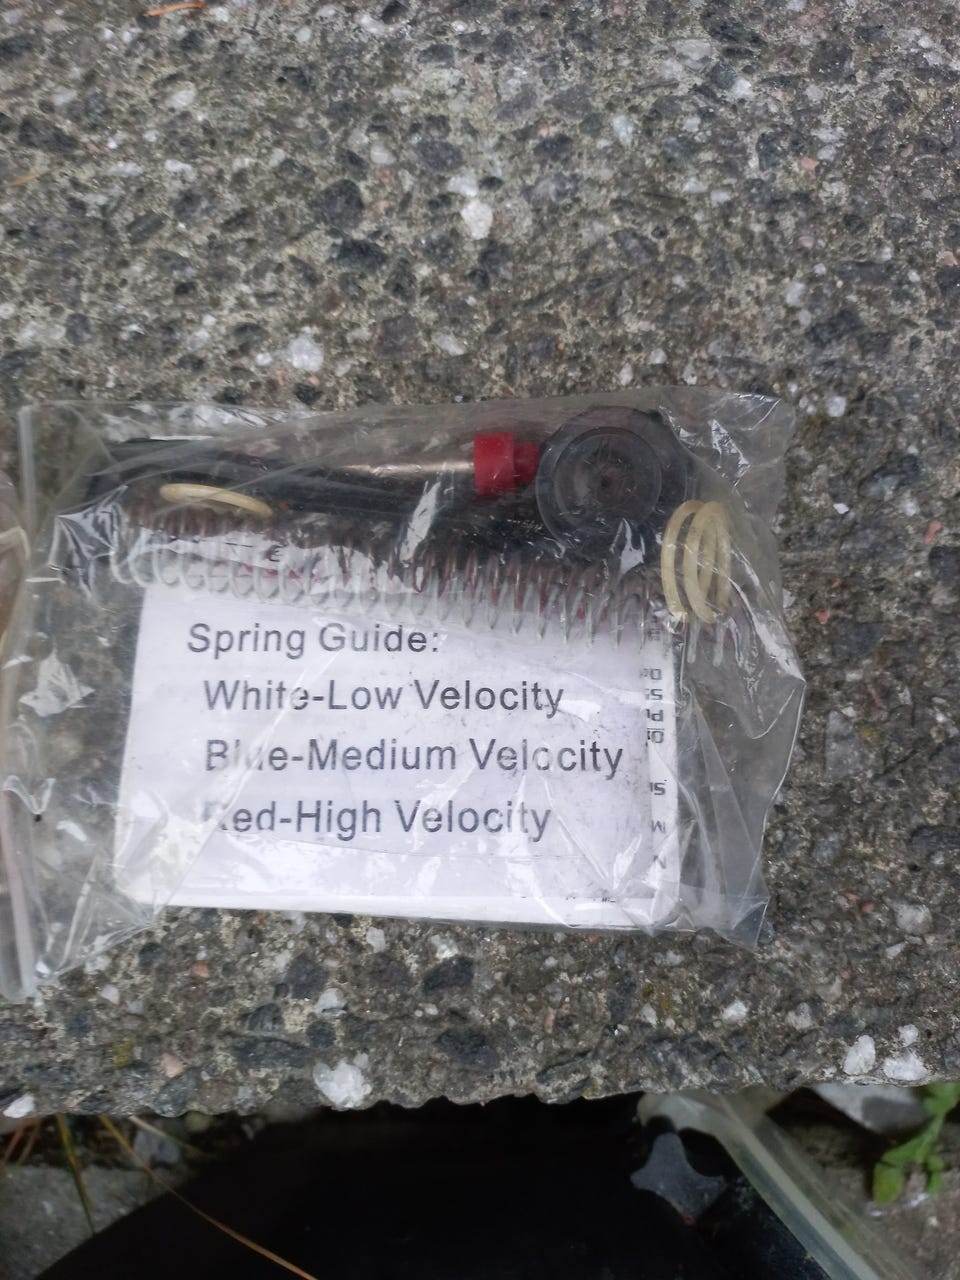 Spring Guide:
White-Low Velocity
Blue-Medium Velocity
Red-High Velocity